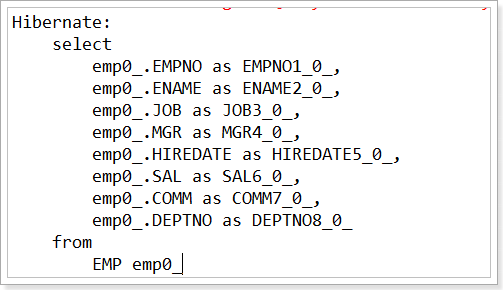 Hibernate:
    select
        emp0_.EMPNO as EMPNO1_0_,
        emp0_.ENAME as ENAME2_0_,
        emp0_.JOB as JOB3_0_,
        emp0_.MGR as MGR4_0_,
        emp0_.HIREDATE as HIREDATE5_0_,
        emp0_.SAL as SAL6_0_,
        emp0_.COMM as COMM7_0_,
        emp0_.DEPTNO as DEPTNO8_0_
    from
        EMP emp0_